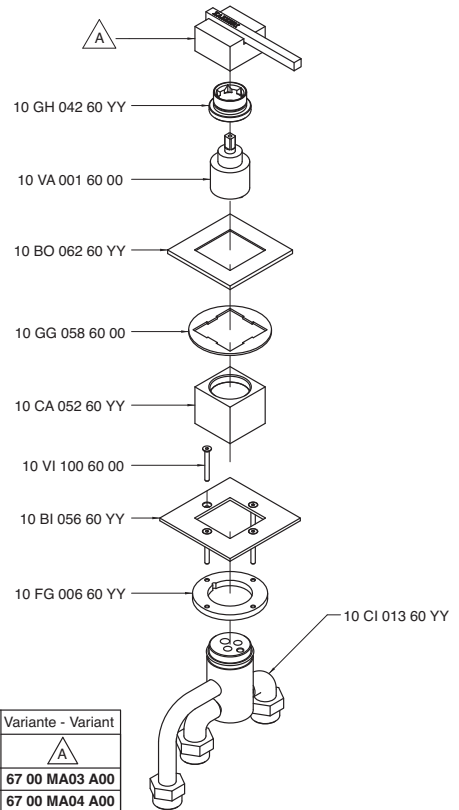 A
10 GH 042 60 YY
10 VA 001 60 00
10 BO 062 60 YY
10 GG 058 60 00
10 CA 052 60 YY
10 VI 100 60 00
10 BI 056 60 YY
10 FG 006 60 YY
10 CI 013 60 YY
Variante - Variant
A
67 00 MA03 A00
67 00 MA04 A00